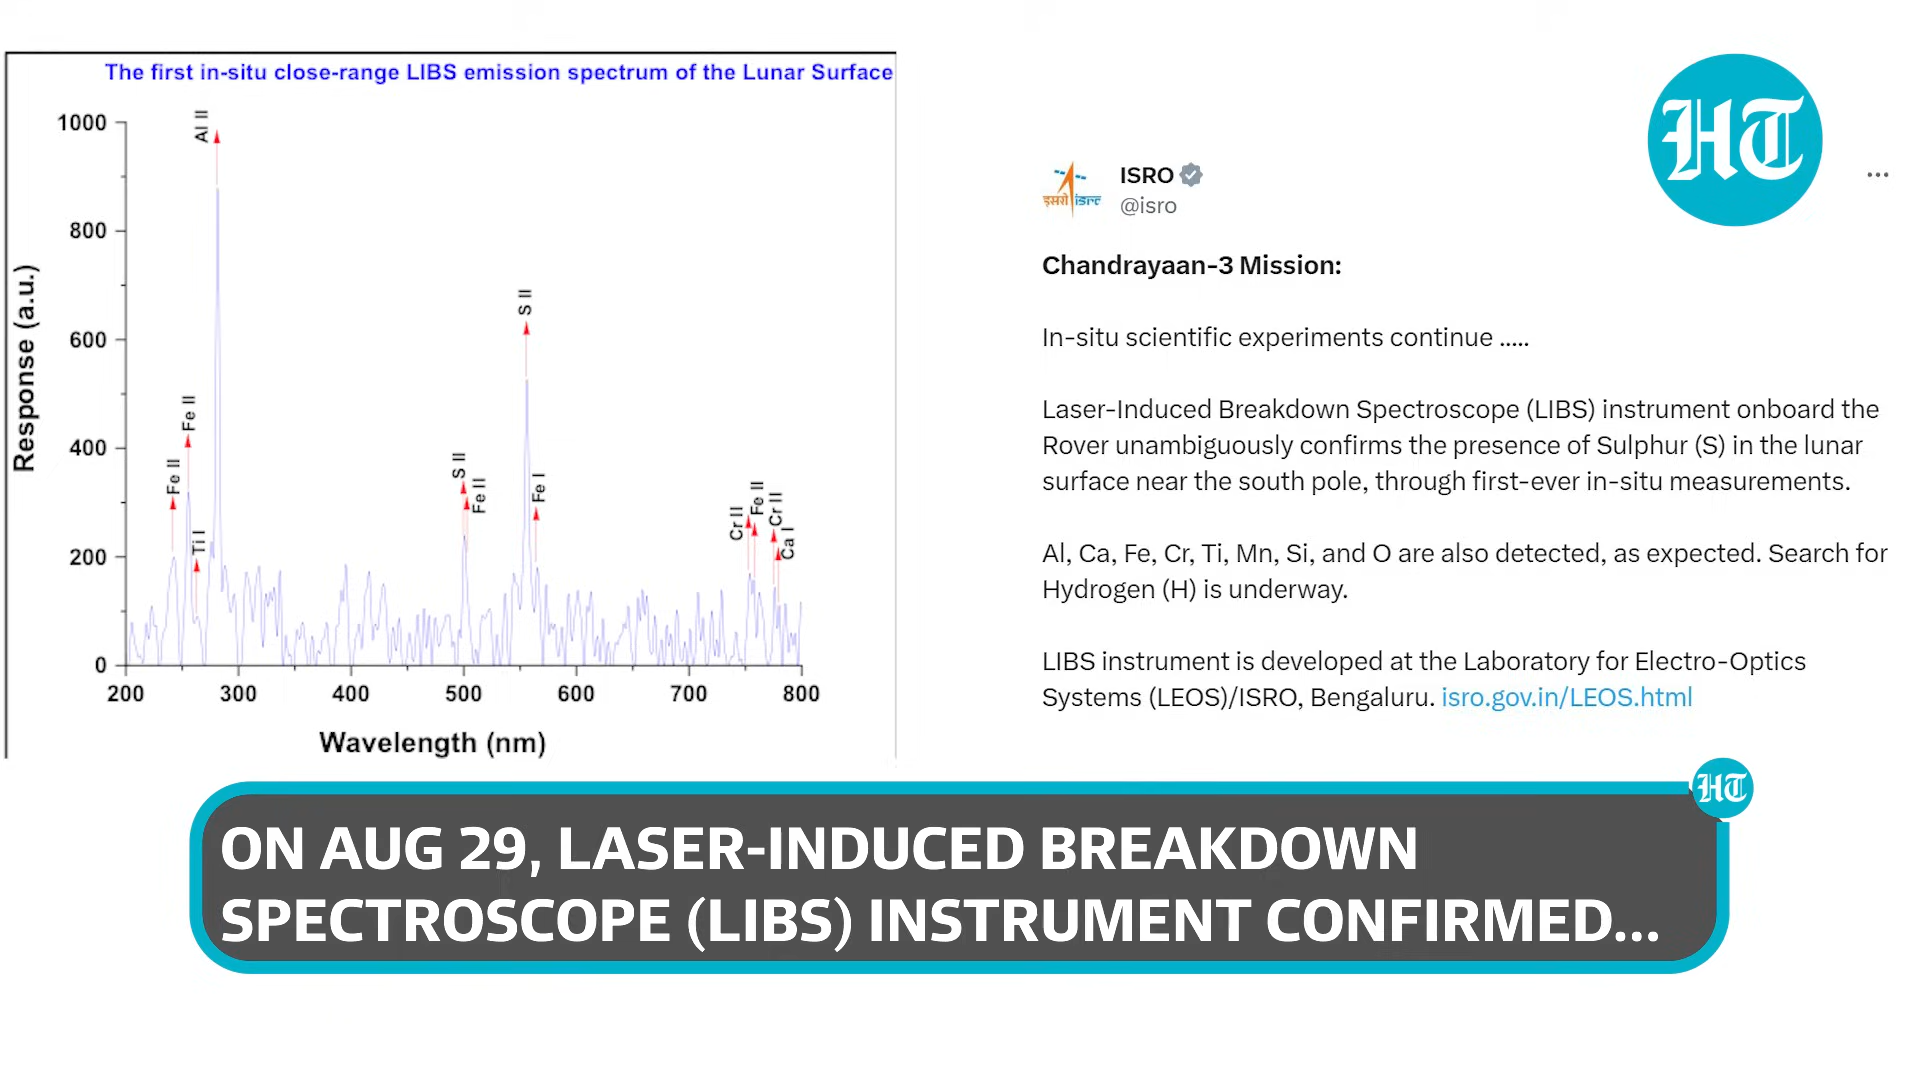 The first in-situ close-range LIBS emission spectrum of the Lunar Surface
Response (a.u.)
1000
800
600
400
200
0
Fe II
Fe II
Ti I
Al II
S II
Fe II
S II
Fe I
Cr II
Fe II
Cr II
Ca I
200 300 400 500 600 700 800
Wavelength (nm)
HT
इसरो isro
ISRO
@isro
...
Chandrayaan-3 Mission:
In-situ scientific experiments continue .....
Laser-Induced Breakdown Spectroscope (LIBS) instrument onboard the
Rover unambiguously confirms the presence of Sulphur (S) in the lunar
surface near the south pole, through first-ever in-situ measurements.
Al, Ca, Fe, Cr, Ti, Mn, Si, and O are also detected, as expected. Search for
Hydrogen (H) is underway.
LIBS instrument is developed at the Laboratory for Electro-Optics
Systems (LEOS)/ISRO, Bengaluru. isro.gov.in/LEOS.html
HT
ON AUG 29, LASER-INDUCED BREAKDOWN
SPECTROSCOPE (LIBS) INSTRUMENT CONFIRMED...